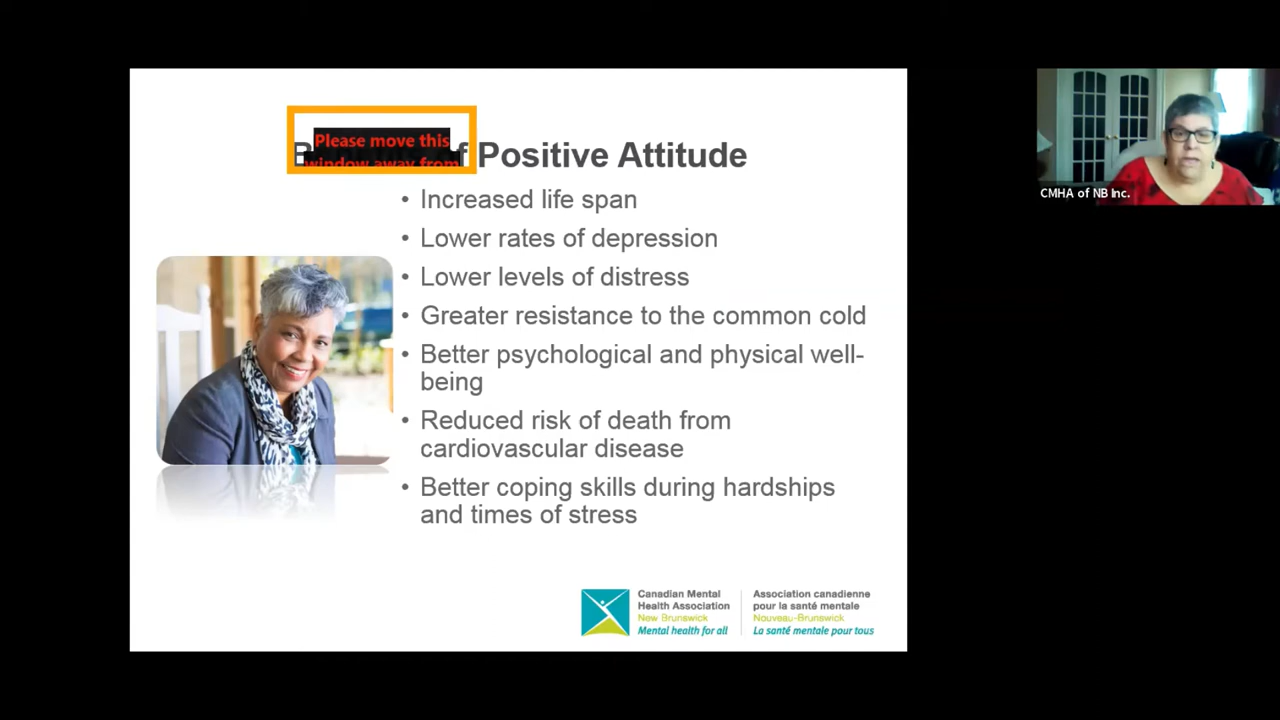 Please move this
window away from
f Positive Attitude
• Increased life span
• Lower rates of depression
• Lower levels of distress
• Greater resistance to the common cold
• Better psychological and physical well-
being
• Reduced risk of death from
cardiovascular disease
• Better coping skills during hardships
and times of stress
CMHA of NB Inc.
Canadian Mental
Health Association
New Brunswick
Mental health for all
Association canadienne
pour la santé mentale
Nouveau-Brunswick
La santé mentale pour tous